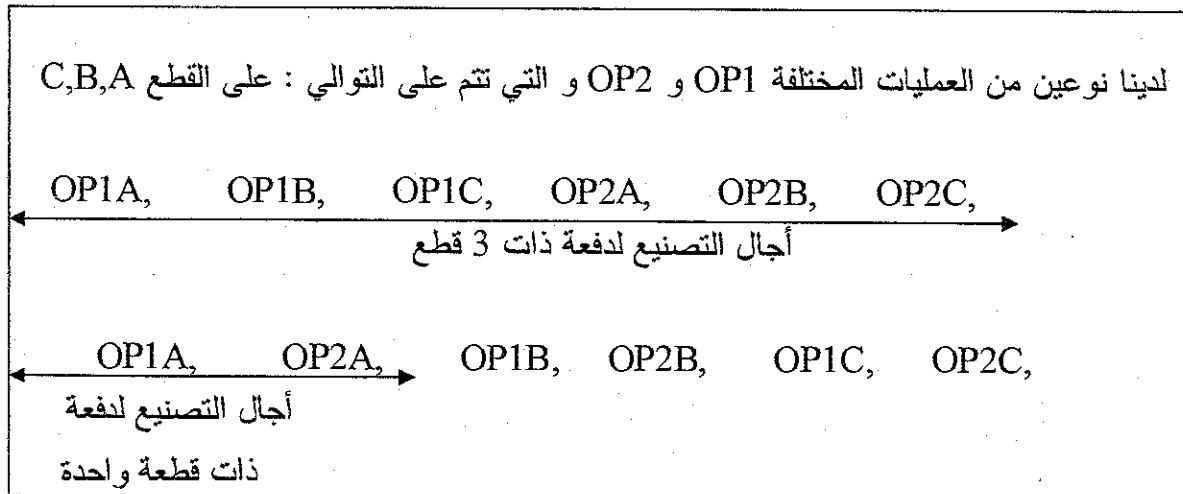 لدينا نوعين من العمليات المختلفة OP1 و OP2 و التي تتم على التوالي : على القطع C,B,A
OP1A, OP1B, OP1C, OP2A, OP2B, OP2C,
أجال التصنيع لدفعة ذات 3 قطع
OP1A, OP2A, OP1B, OP2B, OP1C, OP2C,
أجال التصنيع لدفعة
ذات قطعة واحدة